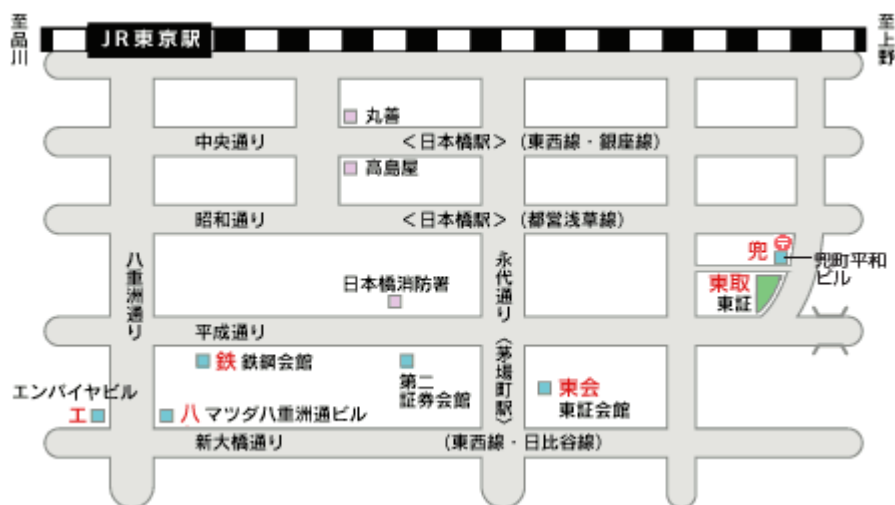 至品川
JR東京駅
至上野
丸善
中央通り
<日本橋駅>(東西線・銀座線)
高島屋
昭和通り
<日本橋駅>(都営浅草線)
八重洲通り
永代通り
<茅場町駅>
兜
〒
兜町平和
ビル
東取
東証
日本橋消防署
平成通り
鉄 鉄鋼会館
第二
証券会館
東会
東証会館
エンパイヤビル
エ
八 マツダ八重洲通ビル
新大橋通り
(東西線・日比谷線)